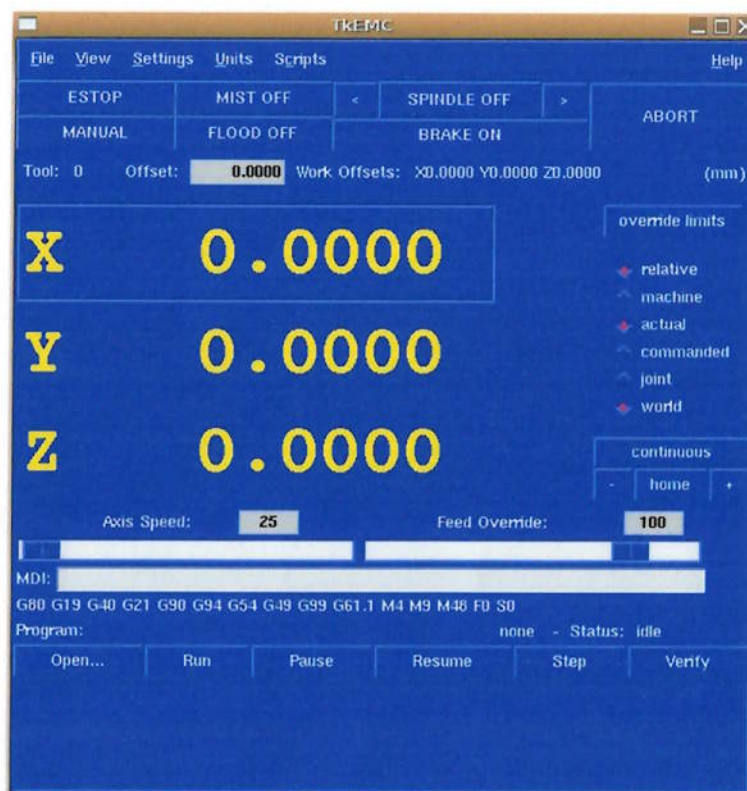 TkEMC
File View Settings Units Scripts Help
ESTOP MIST OFF < SPINDLE OFF > ABORT
MANUAL FLOOD OFF BRAKE ON
Tool: 0 Offset: 0.0000 Work Offsets: X0.0000 Y0.0000 Z0.0000 (mm)
override limits
X 0.0000
relative
machine
Y 0.0000
actual
commanded
joint
world
Z 0.0000
continuous
- home +
Axis Speed: 25 Feed Override: 100
MDI:
G80 G19 G40 G21 G90 G94 G54 G49 G99 G61.1 M4 M9 M48 F0 S0
Program: none - Status: idle
Open... Run Pause Resume Step Verify